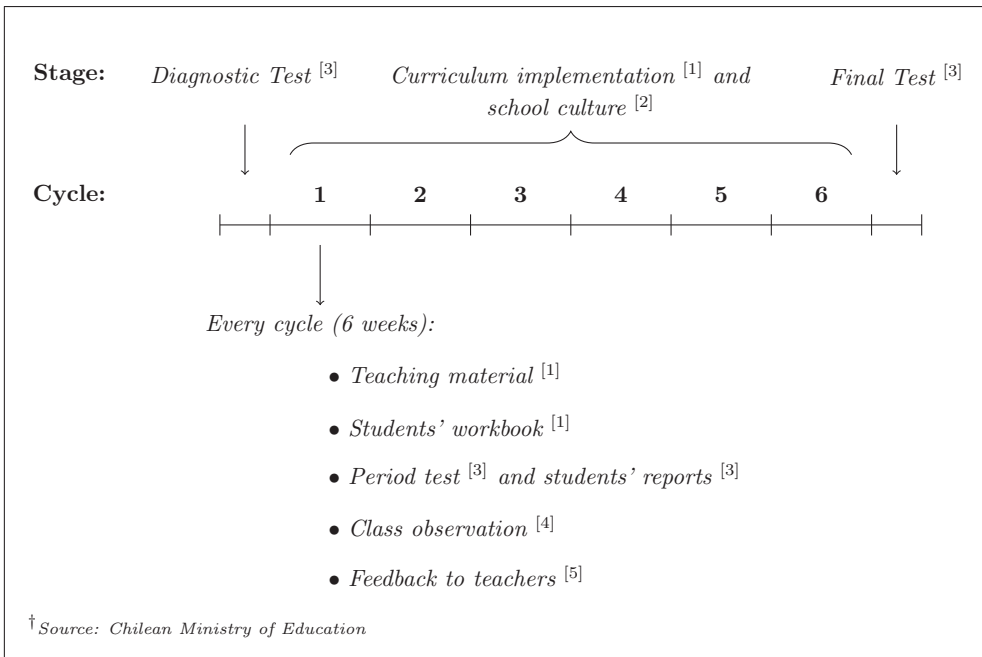 Stage: Diagnostic Test [3] Curriculum implementation [1] and Final Test [3]
school culture [2]
Cycle: 1 2 3 4 5 6
Every cycle (6 weeks):
• Teaching material [1]
• Students' workbook [1]
• Period test [3] and students' reports [3]
• Class observation [4]
• Feedback to teachers [5]
†Source: Chilean Ministry of Education